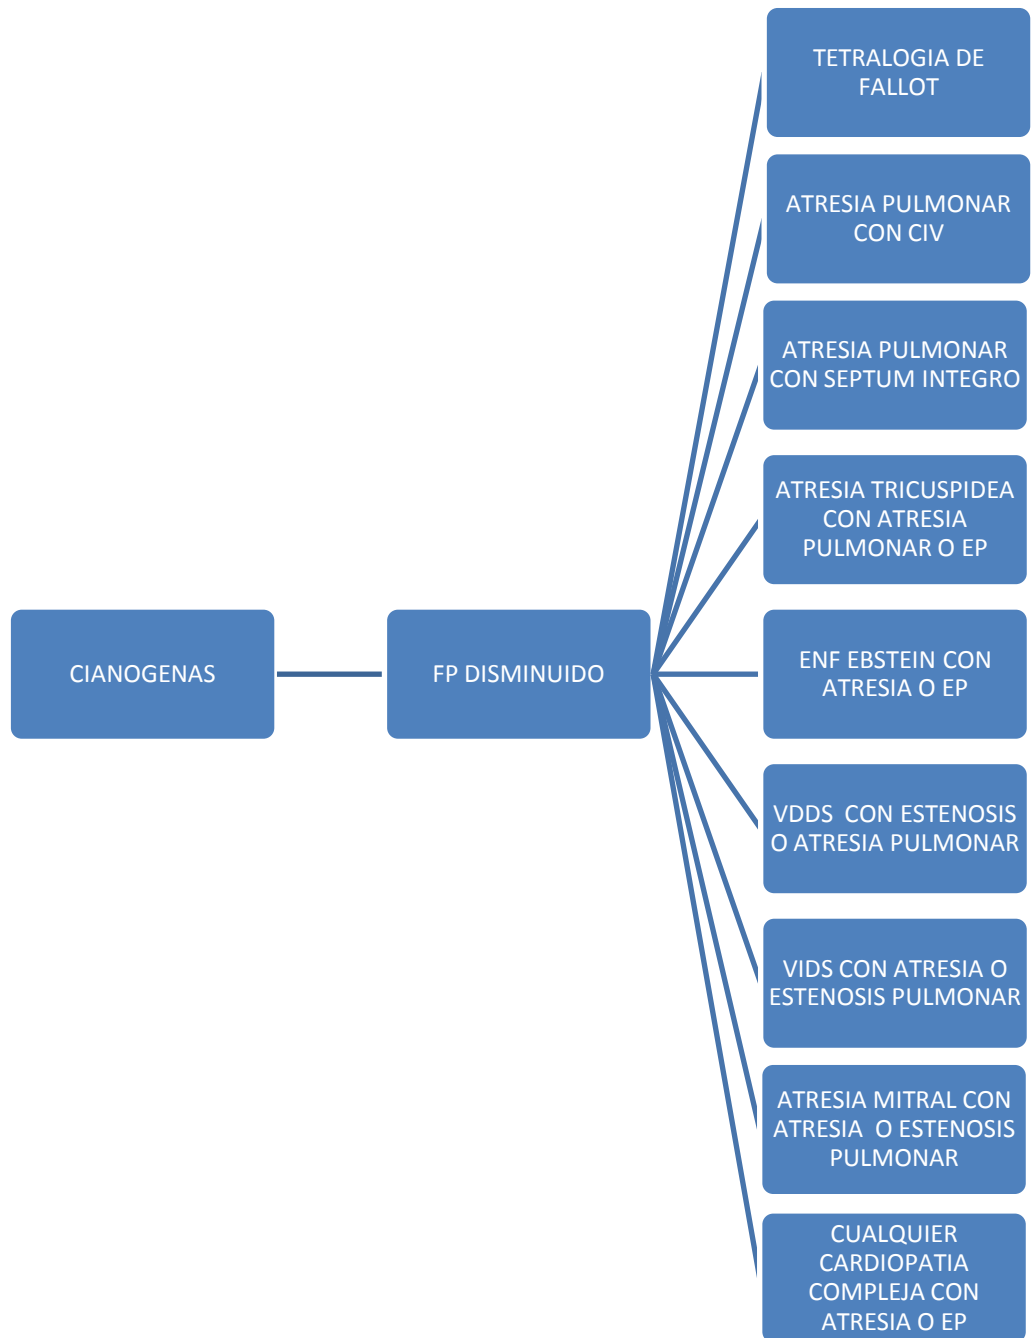 CIANOGENAS
FP DISMINUIDO
TETRALOGIA DE
FALLOT
ATRESIA PULMONAR
CON CIV
ATRESIA PULMONAR
CON SEPTUM INTEGRO
ATRESIA TRICUSPIDEA
CON ATRESIA
PULMONAR O EP
ENF EBSTEIN CON
ATRESIA O EP
VDDS CON ESTENOSIS
O ATRESIA PULMONAR
VIDS CON ATRESIA O
ESTENOSIS PULMONAR
ATRESIA MITRAL CON
ATRESIA O ESTENOSIS
PULMONAR
CUALQUIER
CARDIOPATIA
COMPLEJA CON
ATRESIA O EP